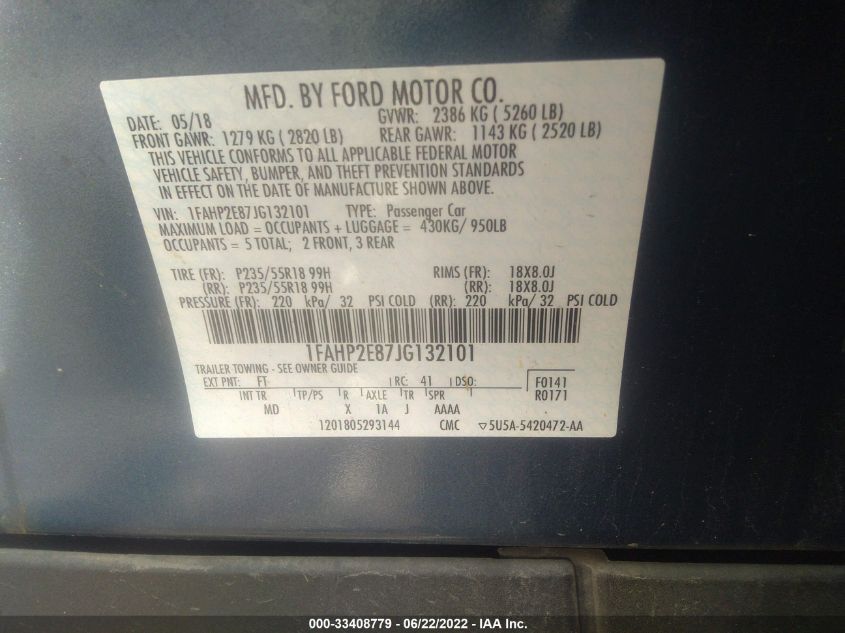 MFD. BY FORD MOTOR CO.
DATE: 05/18 GVWR: 2386 KG ( 5260 LB)
FRONT GAWR: 1279 KG ( 2820 LB) REAR GAWR: 1143 KG ( 2520 LB)
THIS VEHICLE CONFORMS TO ALL APPLICABLE FEDERAL MOTOR
VEHICLE SAFETY, BUMPER, AND THEFT PREVENTION STANDARDS
IN EFFECT ON THE DATE OF MANUFACTURE SHOWN ABOVE.
VIN: 1FAHP2E87JG132101 TYPE: Passenger Car
MAXIMUM LOAD = OCCUPANTS + LUGGAGE = 430KG/ 950LB
OCCUPANTS = 5 TOTAL; 2 FRONT, 3 REAR
TIRE (FR): P235/55R18 99H RIMS (FR): 18X8.0J
(RR): P235/55R18 99H (RR): 18X8.0J
PRESSURE (FR): 220 kPa/ 32 PSI COLD (RR): 220 kPa/ 32 PSI COLD
1FAHP2E87JG132101
TRAILER TOWING - SEE OWNER GUIDE
EXT PNT: FT RC: 41 DSO: F0141
INT TR TP/PS R AXLE TR SPR R0171
MD X 1A J AAAA
1201805293144 CMC ▽5U5A-5420472-AA
000-33408779 - 06/22/2022 - IAA Inc.